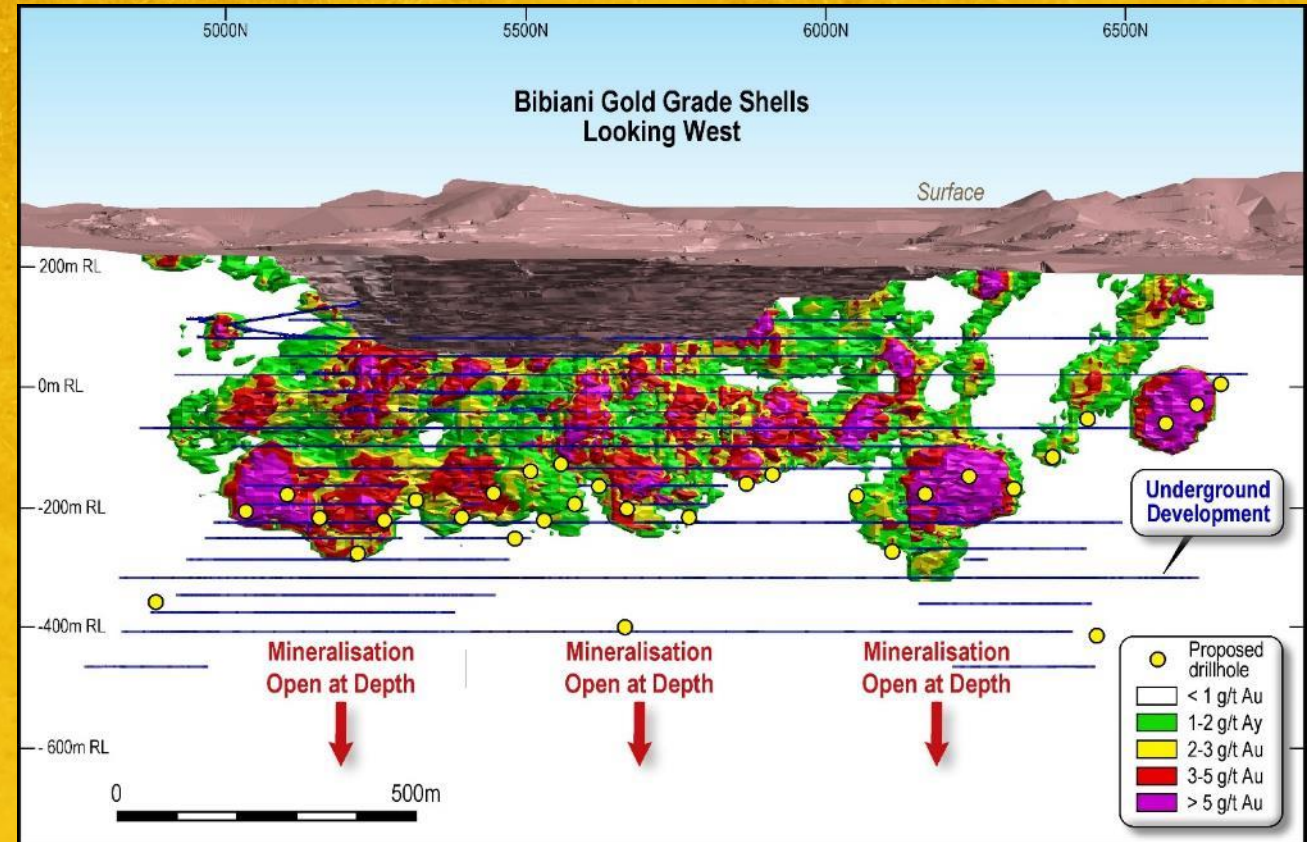 5000N
5500N
6000N
6500N
Bibiani Gold Grade Shells
Looking West
Surface
200m RL
0m RL
-200m RL
-400m RL
- 600m RL
Underground
Development
Mineralisation
Open at Depth
Mineralisation
Open at Depth
Mineralisation
Open at Depth
0
500m
Proposed
drillhole
< 1 g/t Au
1-2 g/t Ay
2-3 g/t Au
3-5 g/t Au
> 5 g/t Au